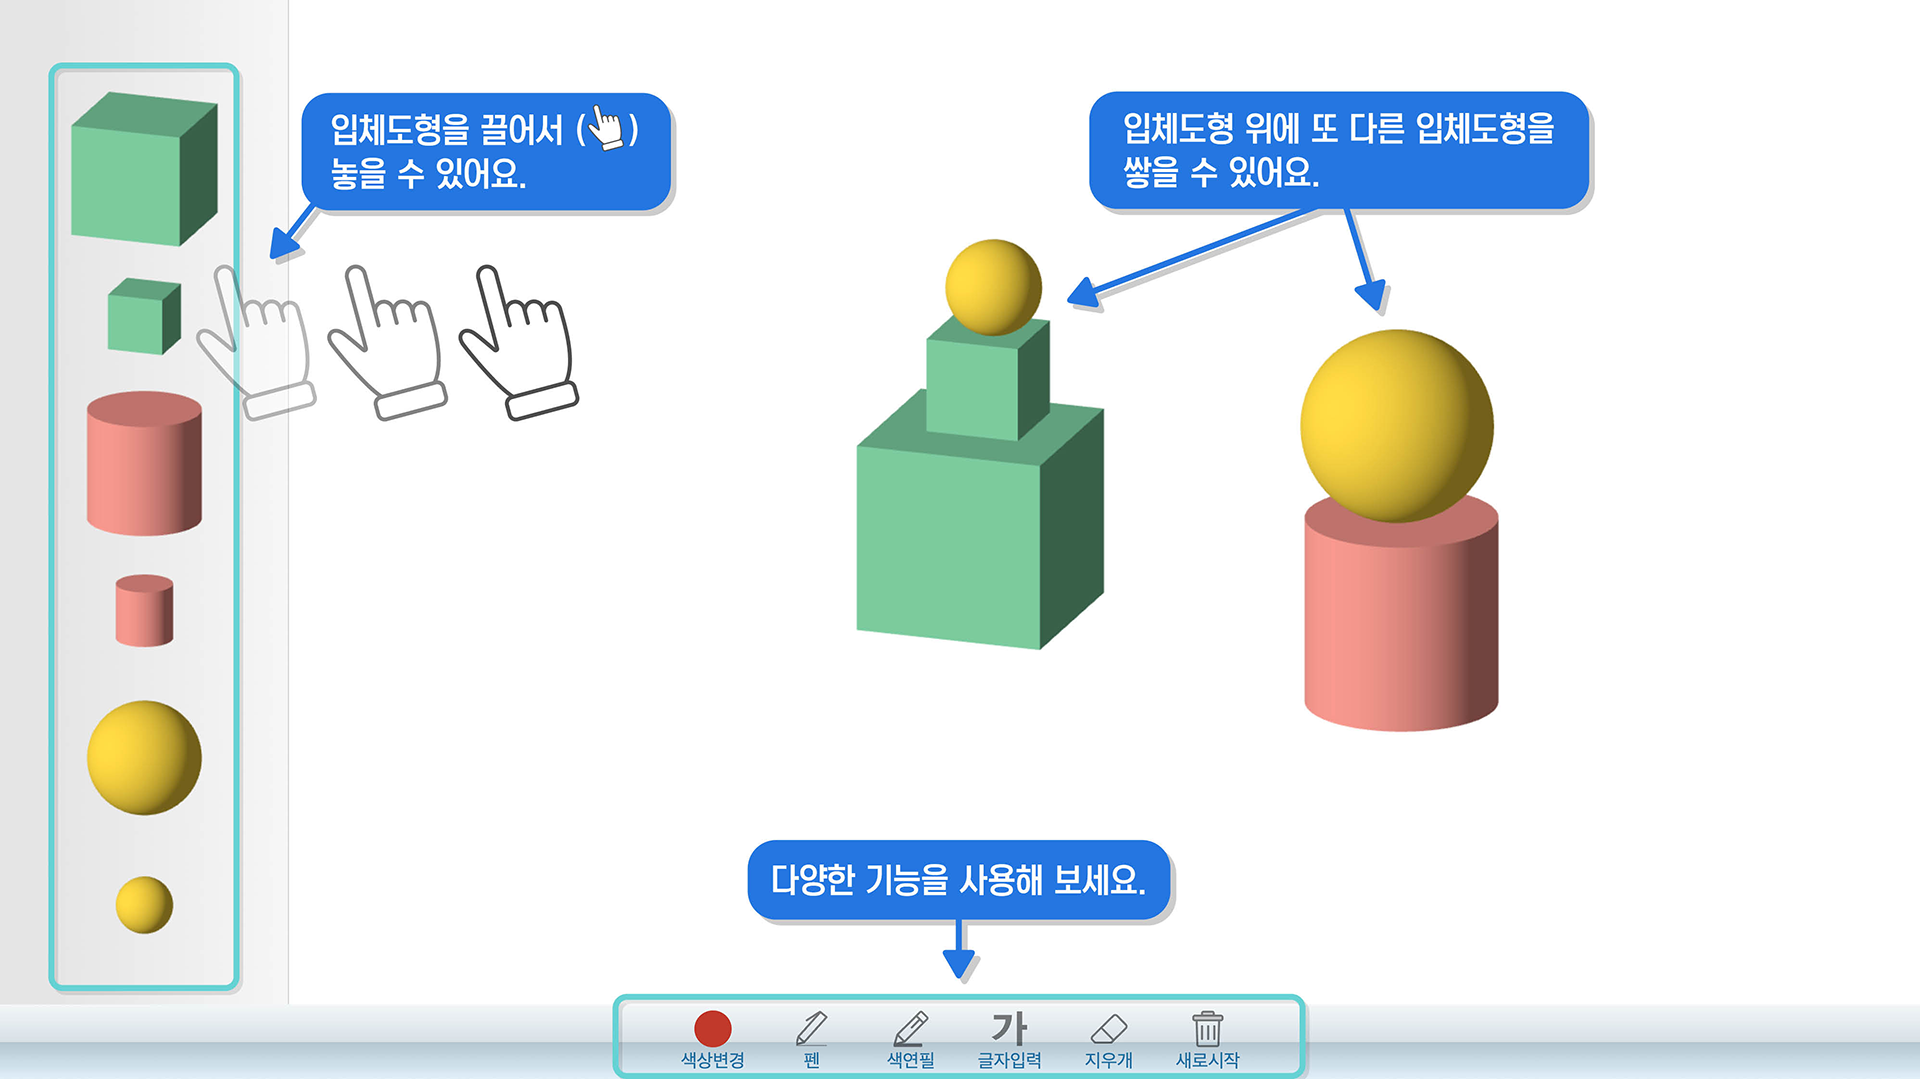 입체도형을 끌어서 ( )
놓을 수 있어요.
입체도형 위에 또 다른 입체도형을
쌓을 수 있어요.
다양한 기능을 사용해 보세요.
가
색상변경 펜 색연필 글자입력 지우개 새로시작